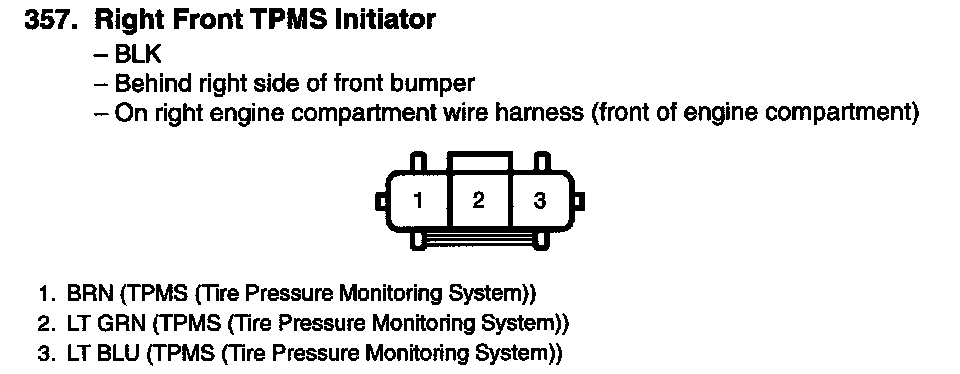 357. Right Front TPMS Initiator
– BLK
– Behind right side of front bumper
– On right engine compartment wire harness (front of engine compartment)
1 2 3
1. BRN (TPMS (Tire Pressure Monitoring System))
2. LT GRN (TPMS (Tire Pressure Monitoring System))
3. LT BLU (TPMS (Tire Pressure Monitoring System))